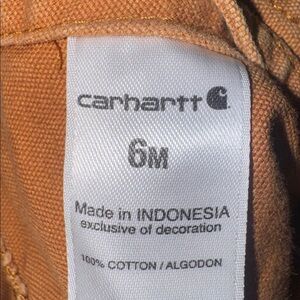 carhartt
6M
Made in INDONESIA
exclusive of decoration
100% COTTON / ALGODON